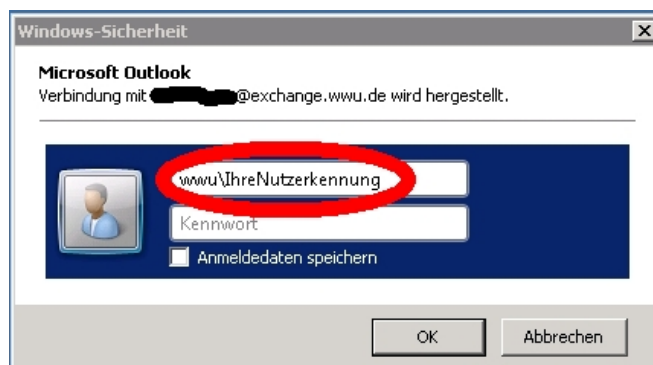 Windows-Sicherheit
Microsoft Outlook
Verbindung mit @exchange.wwu.de wird hergestellt.
wwu\IhreNutzerkennung
Kennwort
Anmeldedaten speichern
OK
Abbrechen